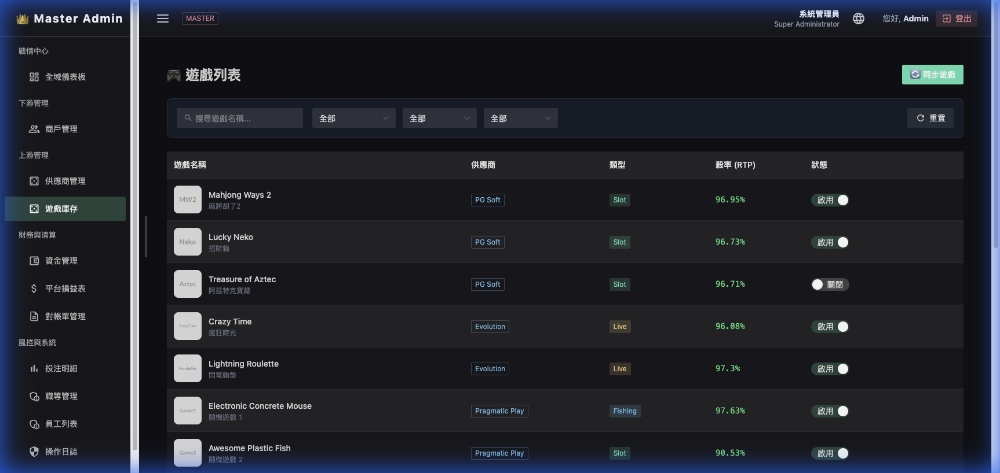 Master Admin
MASTER
系統管理員
Super Administrator
您好, Admin
登出
戰情中心
全域儀表板
下游管理
商戶管理
上游管理
供應商管理
遊戲庫存
財務與清算
資金管理
平台損益表
對帳單管理
風控與系統
投注明細
職等管理
員工列表
操作日誌
遊戲列表
同步遊戲
搜尋遊戲名稱...
全部
全部
全部
重置
遊戲名稱 供應商 類型 殺率 (RTP) 狀態
MW2
Mahjong Ways 2
麻將胡了2
PG Soft
Slot
96.95%
啟用
Neko
Lucky Neko
招財貓
PG Soft
Slot
96.73%
啟用
Aztec
Treasure of Aztec
阿茲特克寶藏
PG Soft
Slot
96.71%
關閉
CrazyTime
Crazy Time
瘋狂時光
Evolution
Live
96.08%
啟用
Roulette
Lightning Roulette
閃電輪盤
Evolution
Live
97.3%
啟用
Game1
Electronic Concrete Mouse
隨機遊戲 1
Pragmatic Play
Fishing
97.63%
啟用
Game2
Awesome Plastic Fish
隨機遊戲 2
Pragmatic Play
Slot
90.53%
啟用